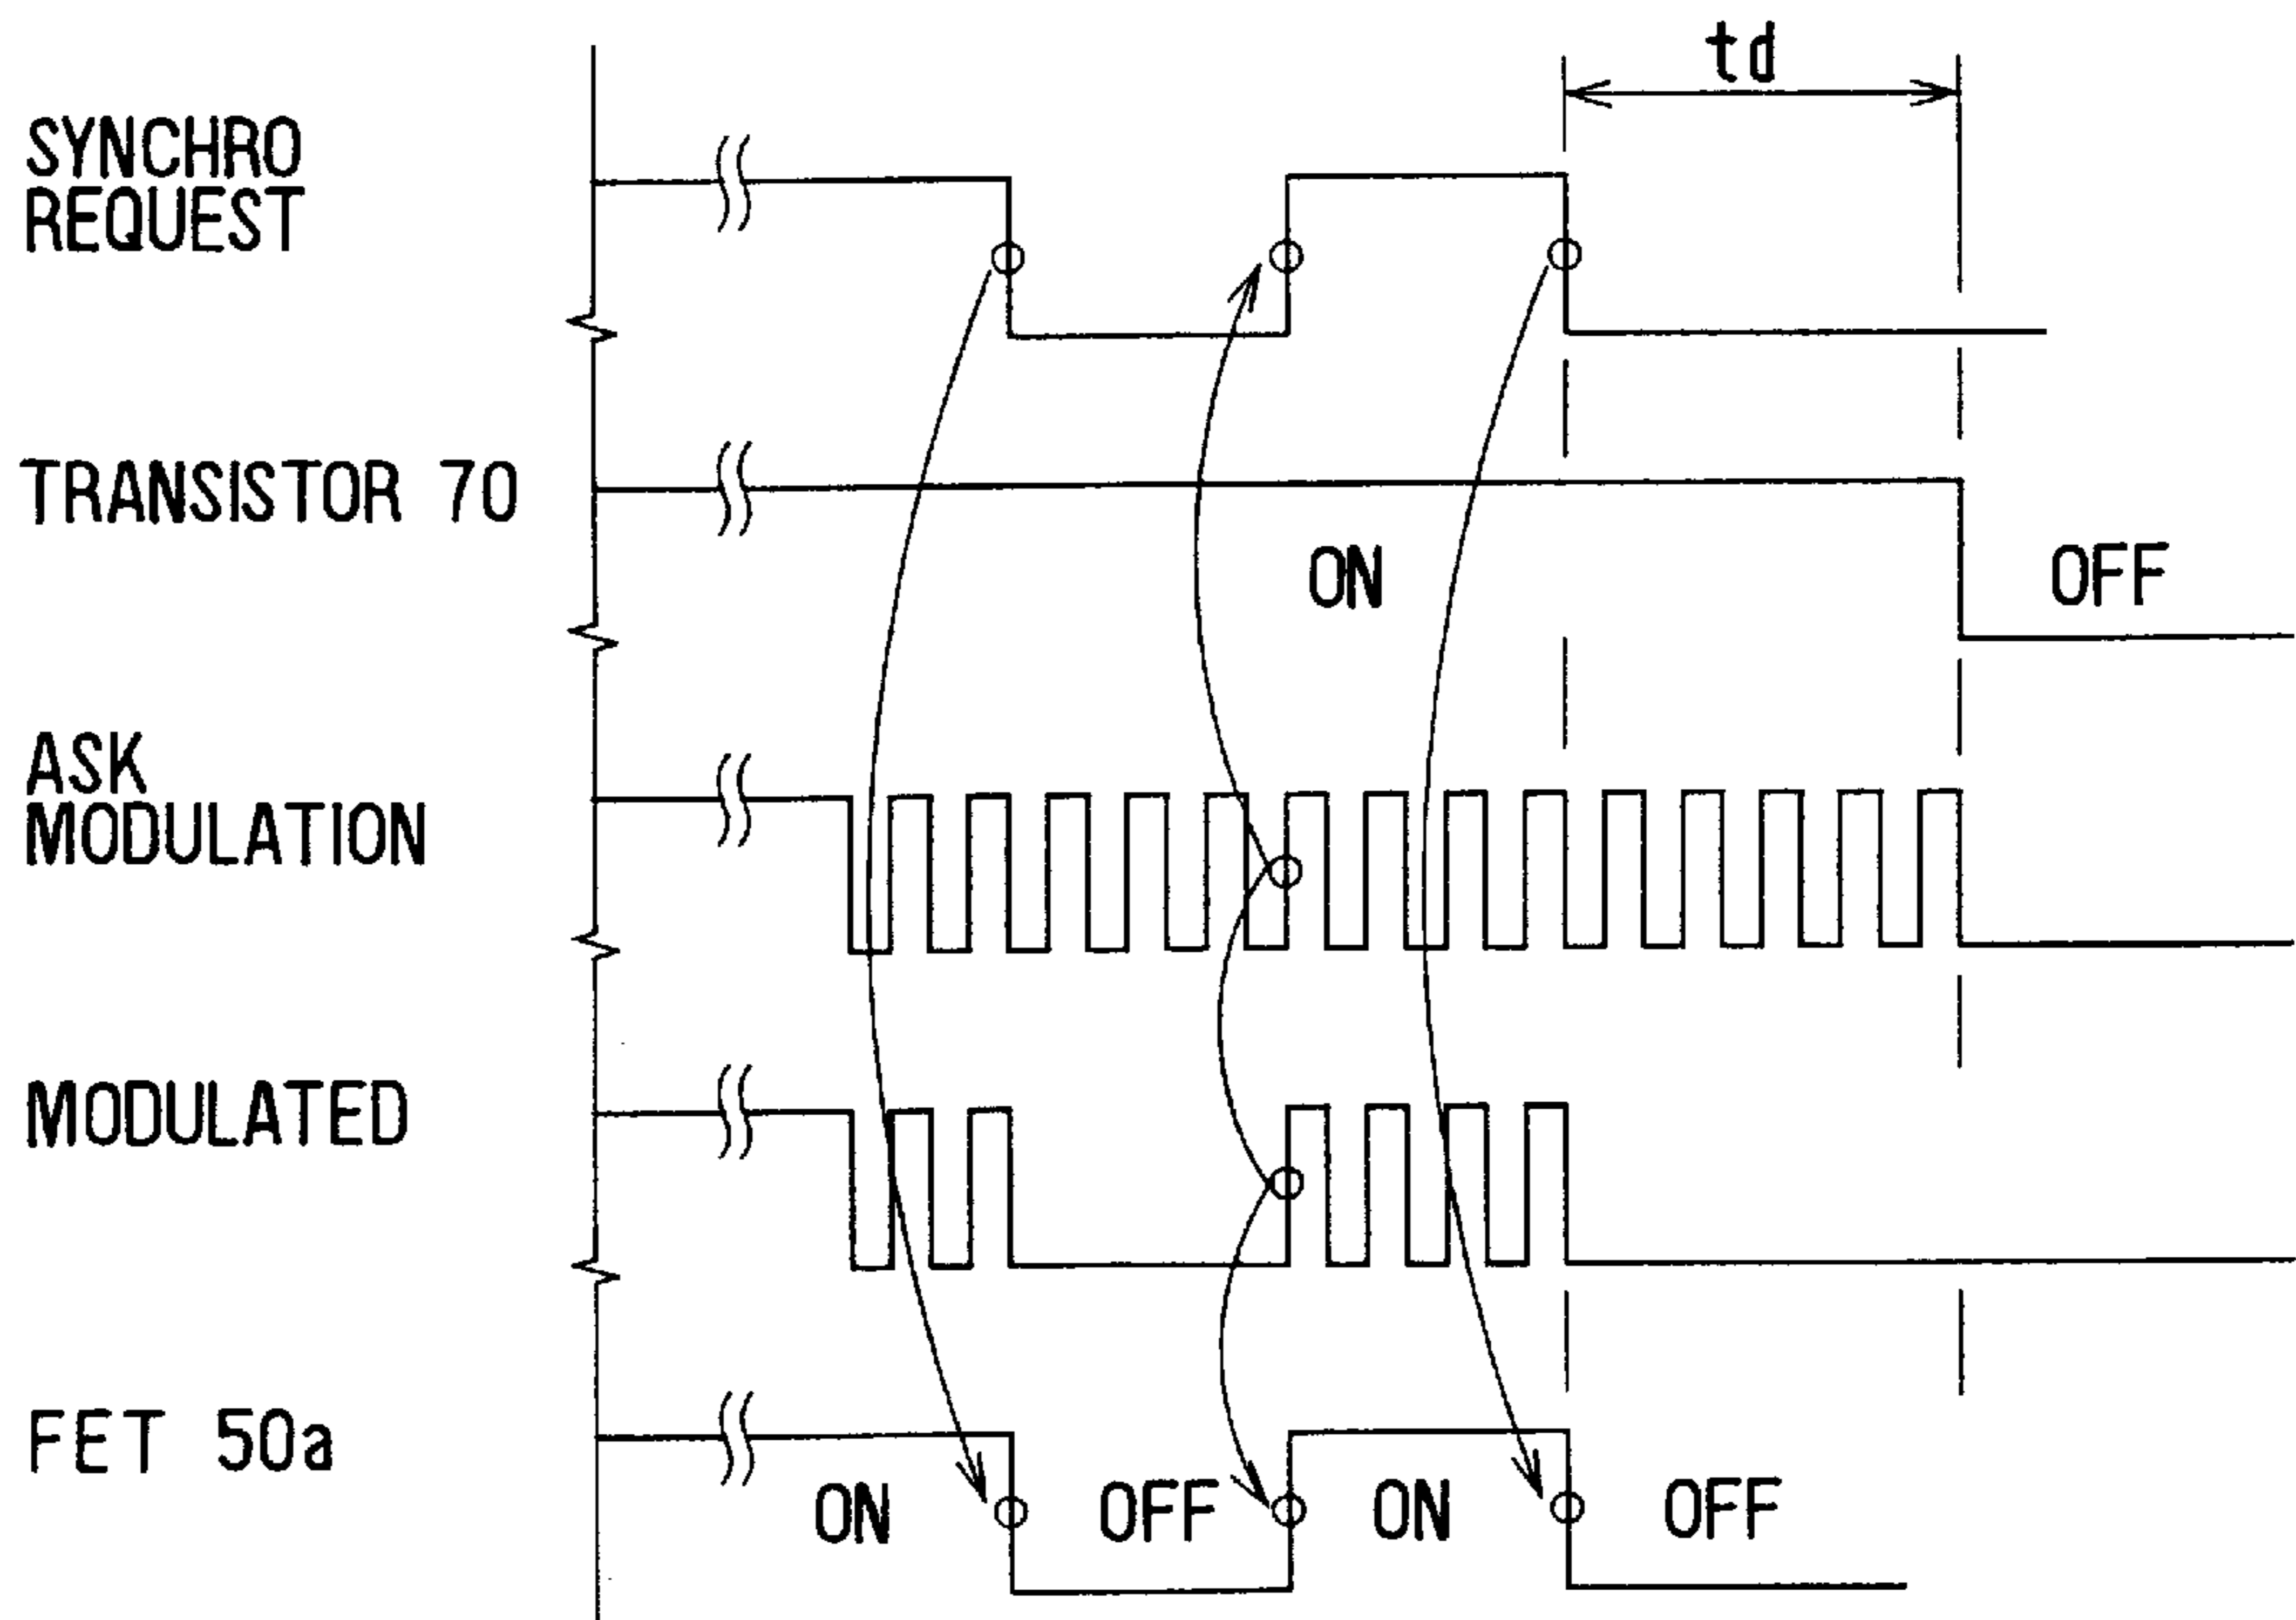 td
SYNCHRO
REQUEST
TRANSISTOR 70
ON
OFF
ASK
MODULATION
MODULATED
FET 50a
ON
OFF
ON
OFF